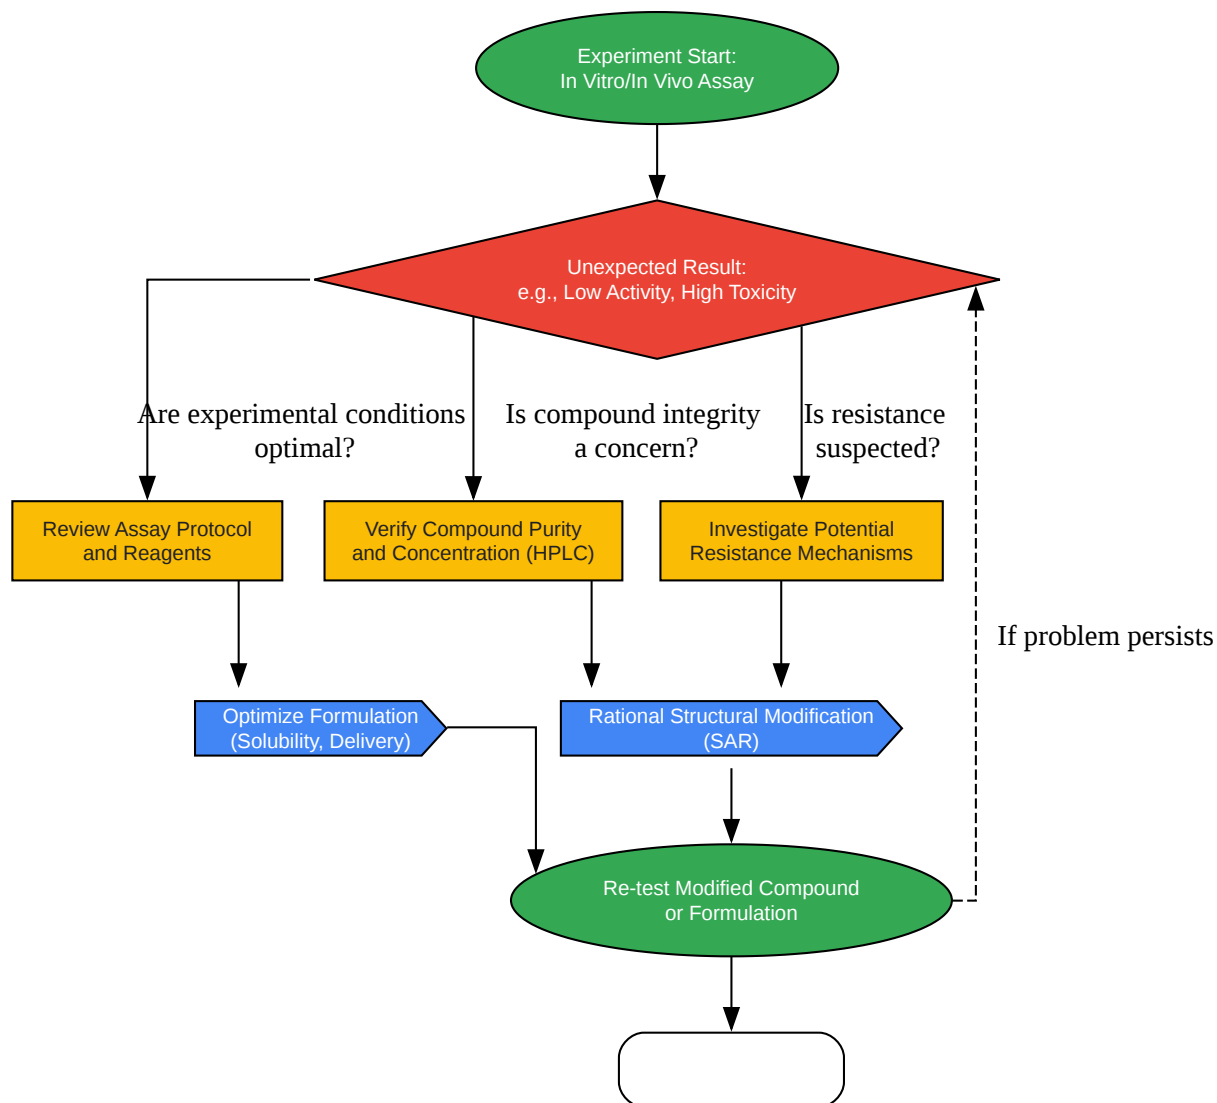 Experiment Start:
In Vitro/In Vivo Assay
Unexpected Result:
e.g., Low Activity, High Toxicity
Are experimental conditions
optimal?
Is compound integrity
a concern?
Is resistance
suspected?
Review Assay Protocol
and Reagents
Verify Compound Purity
and Concentration (HPLC)
Investigate Potential
Resistance Mechanisms
If problem persists
Optimize Formulation
(Solubility, Delivery)
Rational Structural Modification
(SAR)
Re-test Modified Compound
or Formulation